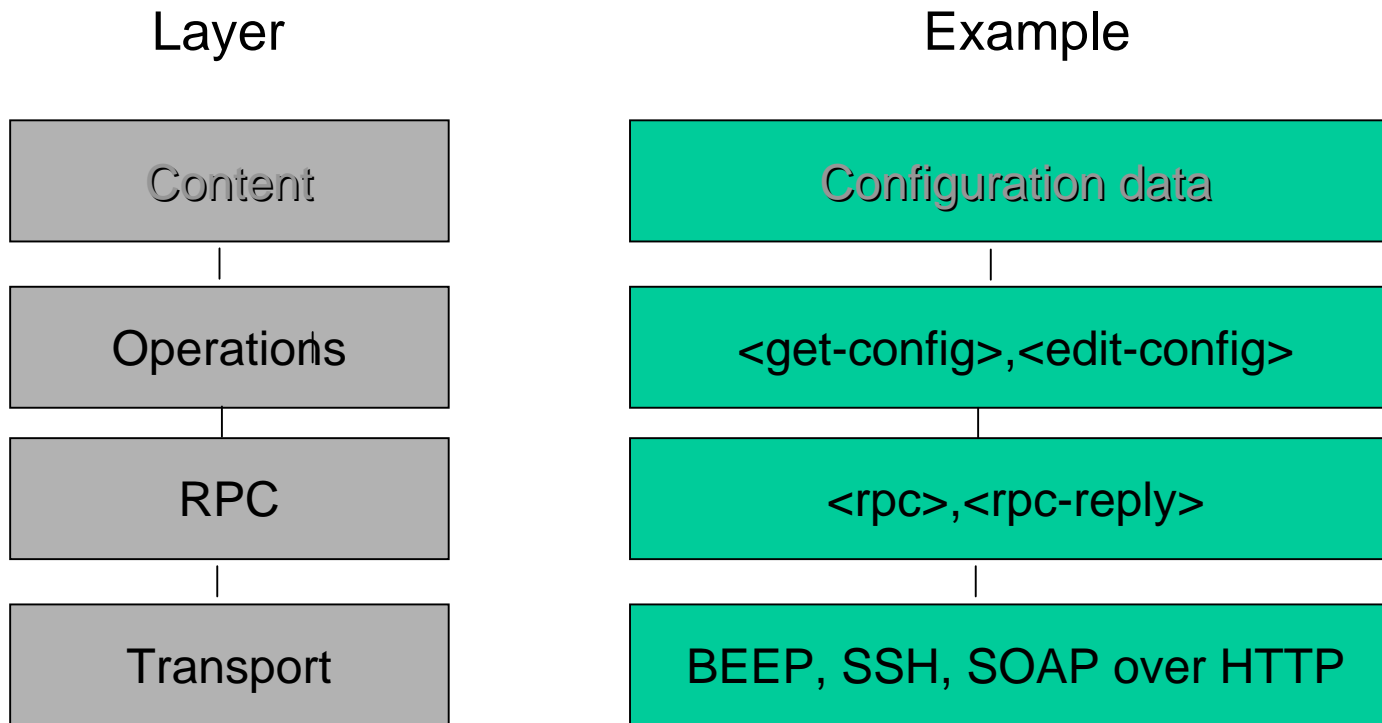 Layer Example
Content Configuration data
Operations <get-config>,<edit-config>
RPC <rpc>,<rpc-reply>
Transport BEEP, SSH, SOAP over HTTP